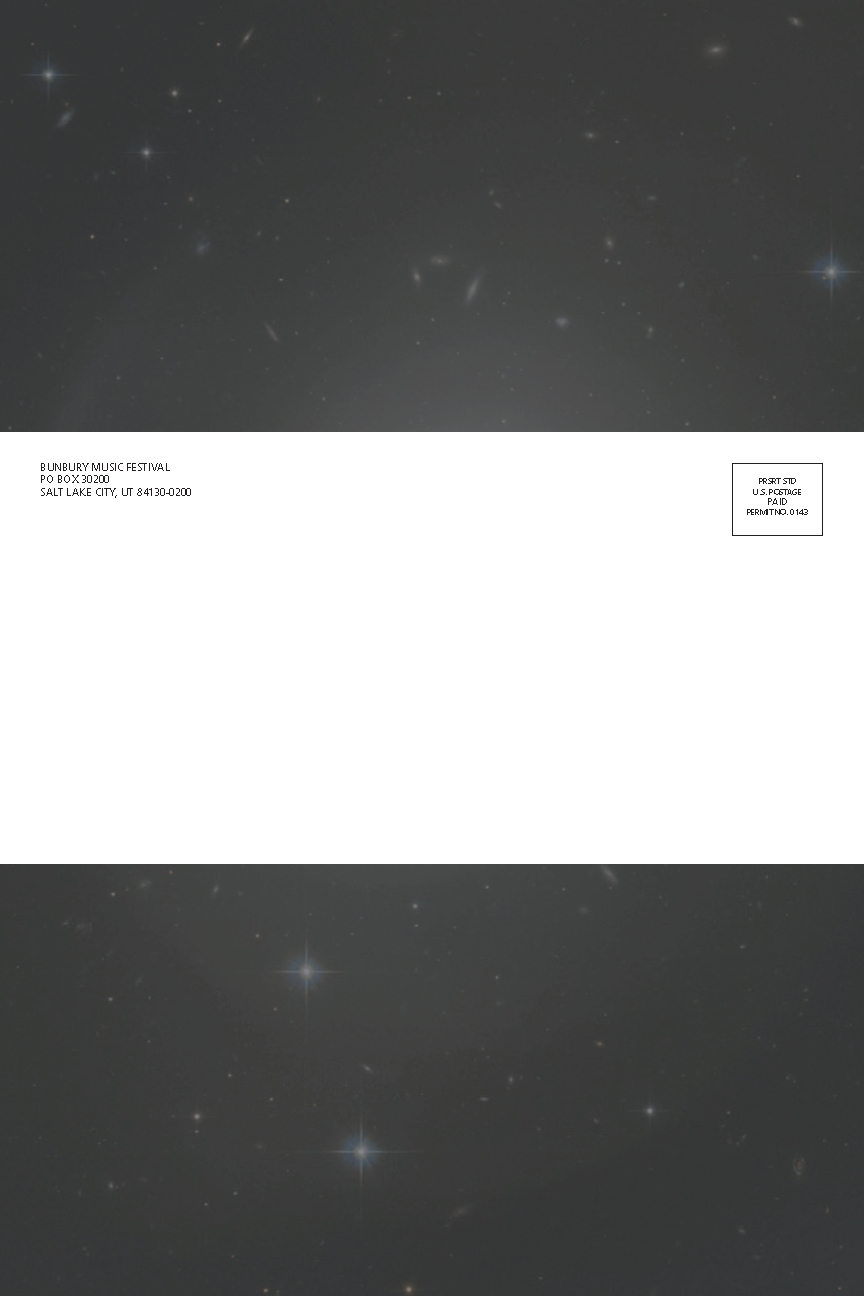 BUNBURY MUSIC FESTIVAL
PO BOX 30200
SALT LAKE CITY, UT 84130-0200
PRSRT STD
U.S. POSTAGE
PAID
PERMIT NO. 0143